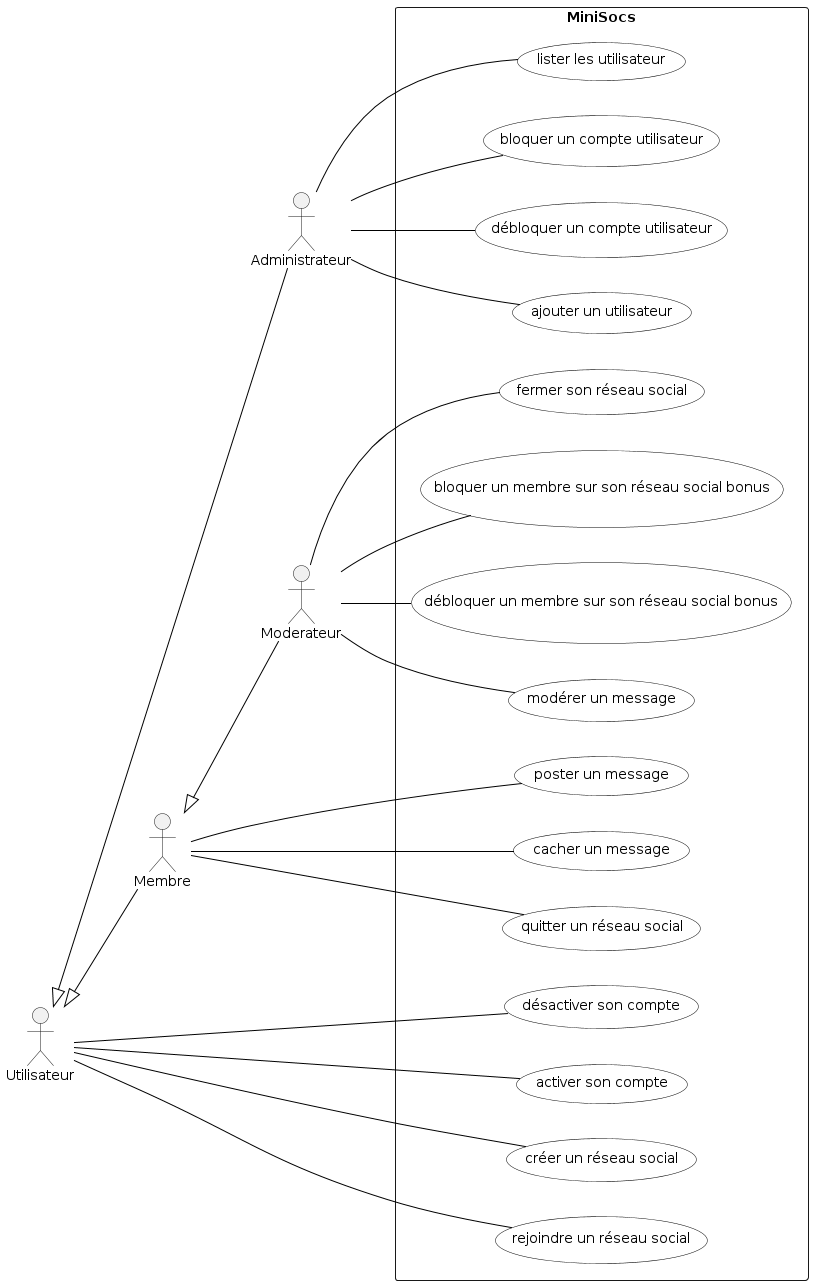 MiniSocs
lister les utilisateur
bloquer un compte utilisateur
débloquer un compte utilisateur
Administrateur
ajouter un utilisateur
fermer son réseau social
bloquer un membre sur son réseau social bonus
débloquer un membre sur son réseau social bonus
Moderateur
modérer un message
poster un message
cacher un message
Membre
quitter un réseau social
désactiver son compte
Utilisateur
activer son compte
créer un réseau social
rejoindre un réseau social